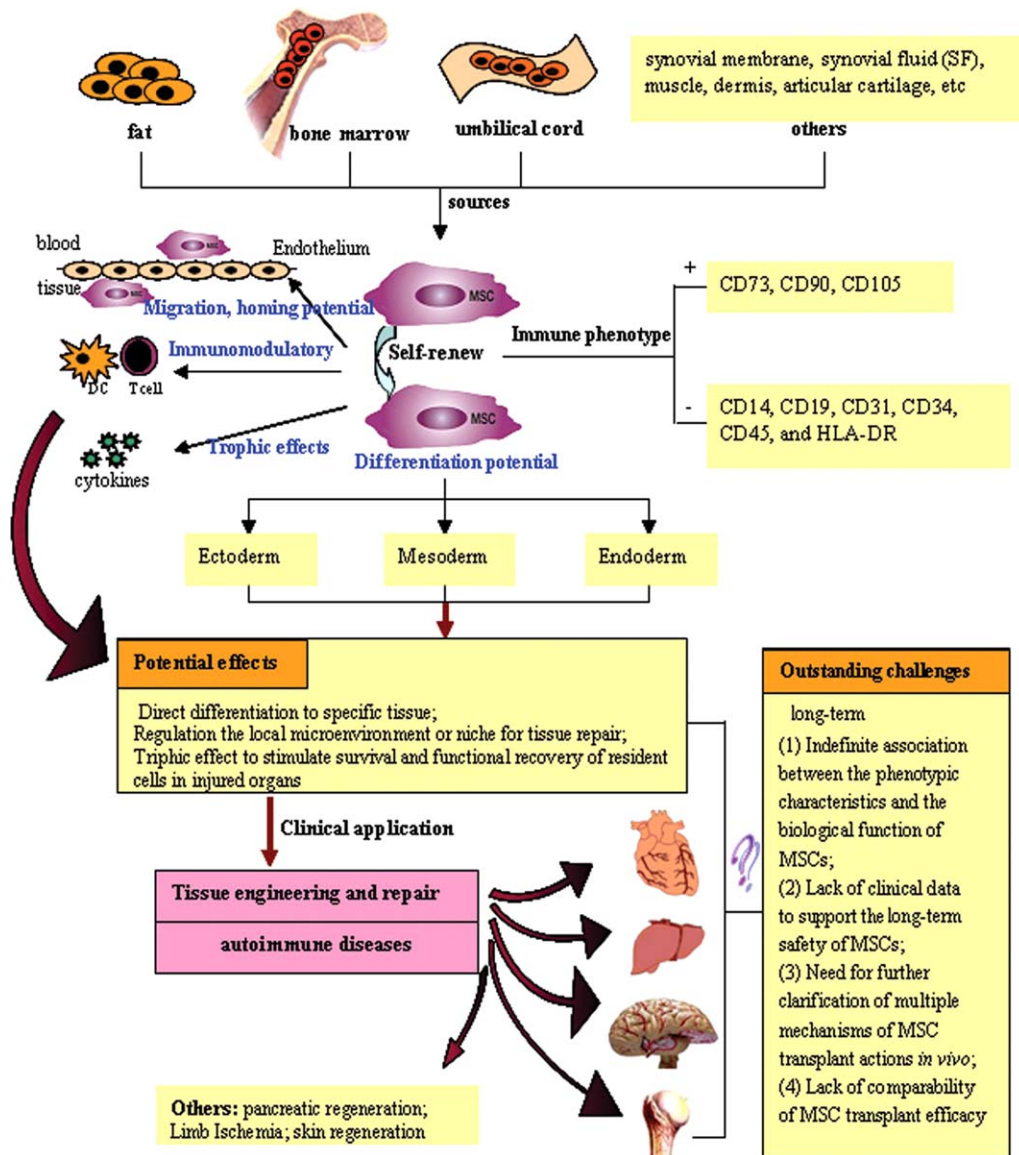 synovial membrane, synovial fluid (SF),
muscle, dermis, articular cartilage, etc
fat
bone marrow
umbilical cord
others
sources
blood
Endothelium
MSC
tissue
MSC
Migration, homing potential
MSC
+
CD73, CD90, CD105
Immune phenotype
Immunomodulatory
Self-renew
DC
T cell
-
CD14, CD19, CD31, CD34,
CD45, and HLA-DR
MSC
Trophic effects
Differentiation potential
cytokines
Ectoderm
Mesoderm
Endoderm
Potential effects
Direct differentiation to specific tissue;
Regulation the local microenvironment or niche for tissue repair;
Triphic effect to stimulate survival and functional recovery of resident
cells in injured organs
Clinical application
Tissue engineering and repair
autoimmune diseases
Others: pancreatic regeneration;
Limb Ischemia; skin regeneration
??
Outstanding challenges
long-term
(1) Indefinite association
between the phenotypic
characteristics and the
biological function of
MSCs;
(2) Lack of clinical data
to support the long-term
safety of MSCs;
(3) Need for further
clarification of multiple
mechanisms of MSC
transplant actions in vivo;
(4) Lack of comparability
of MSC transplant efficacy